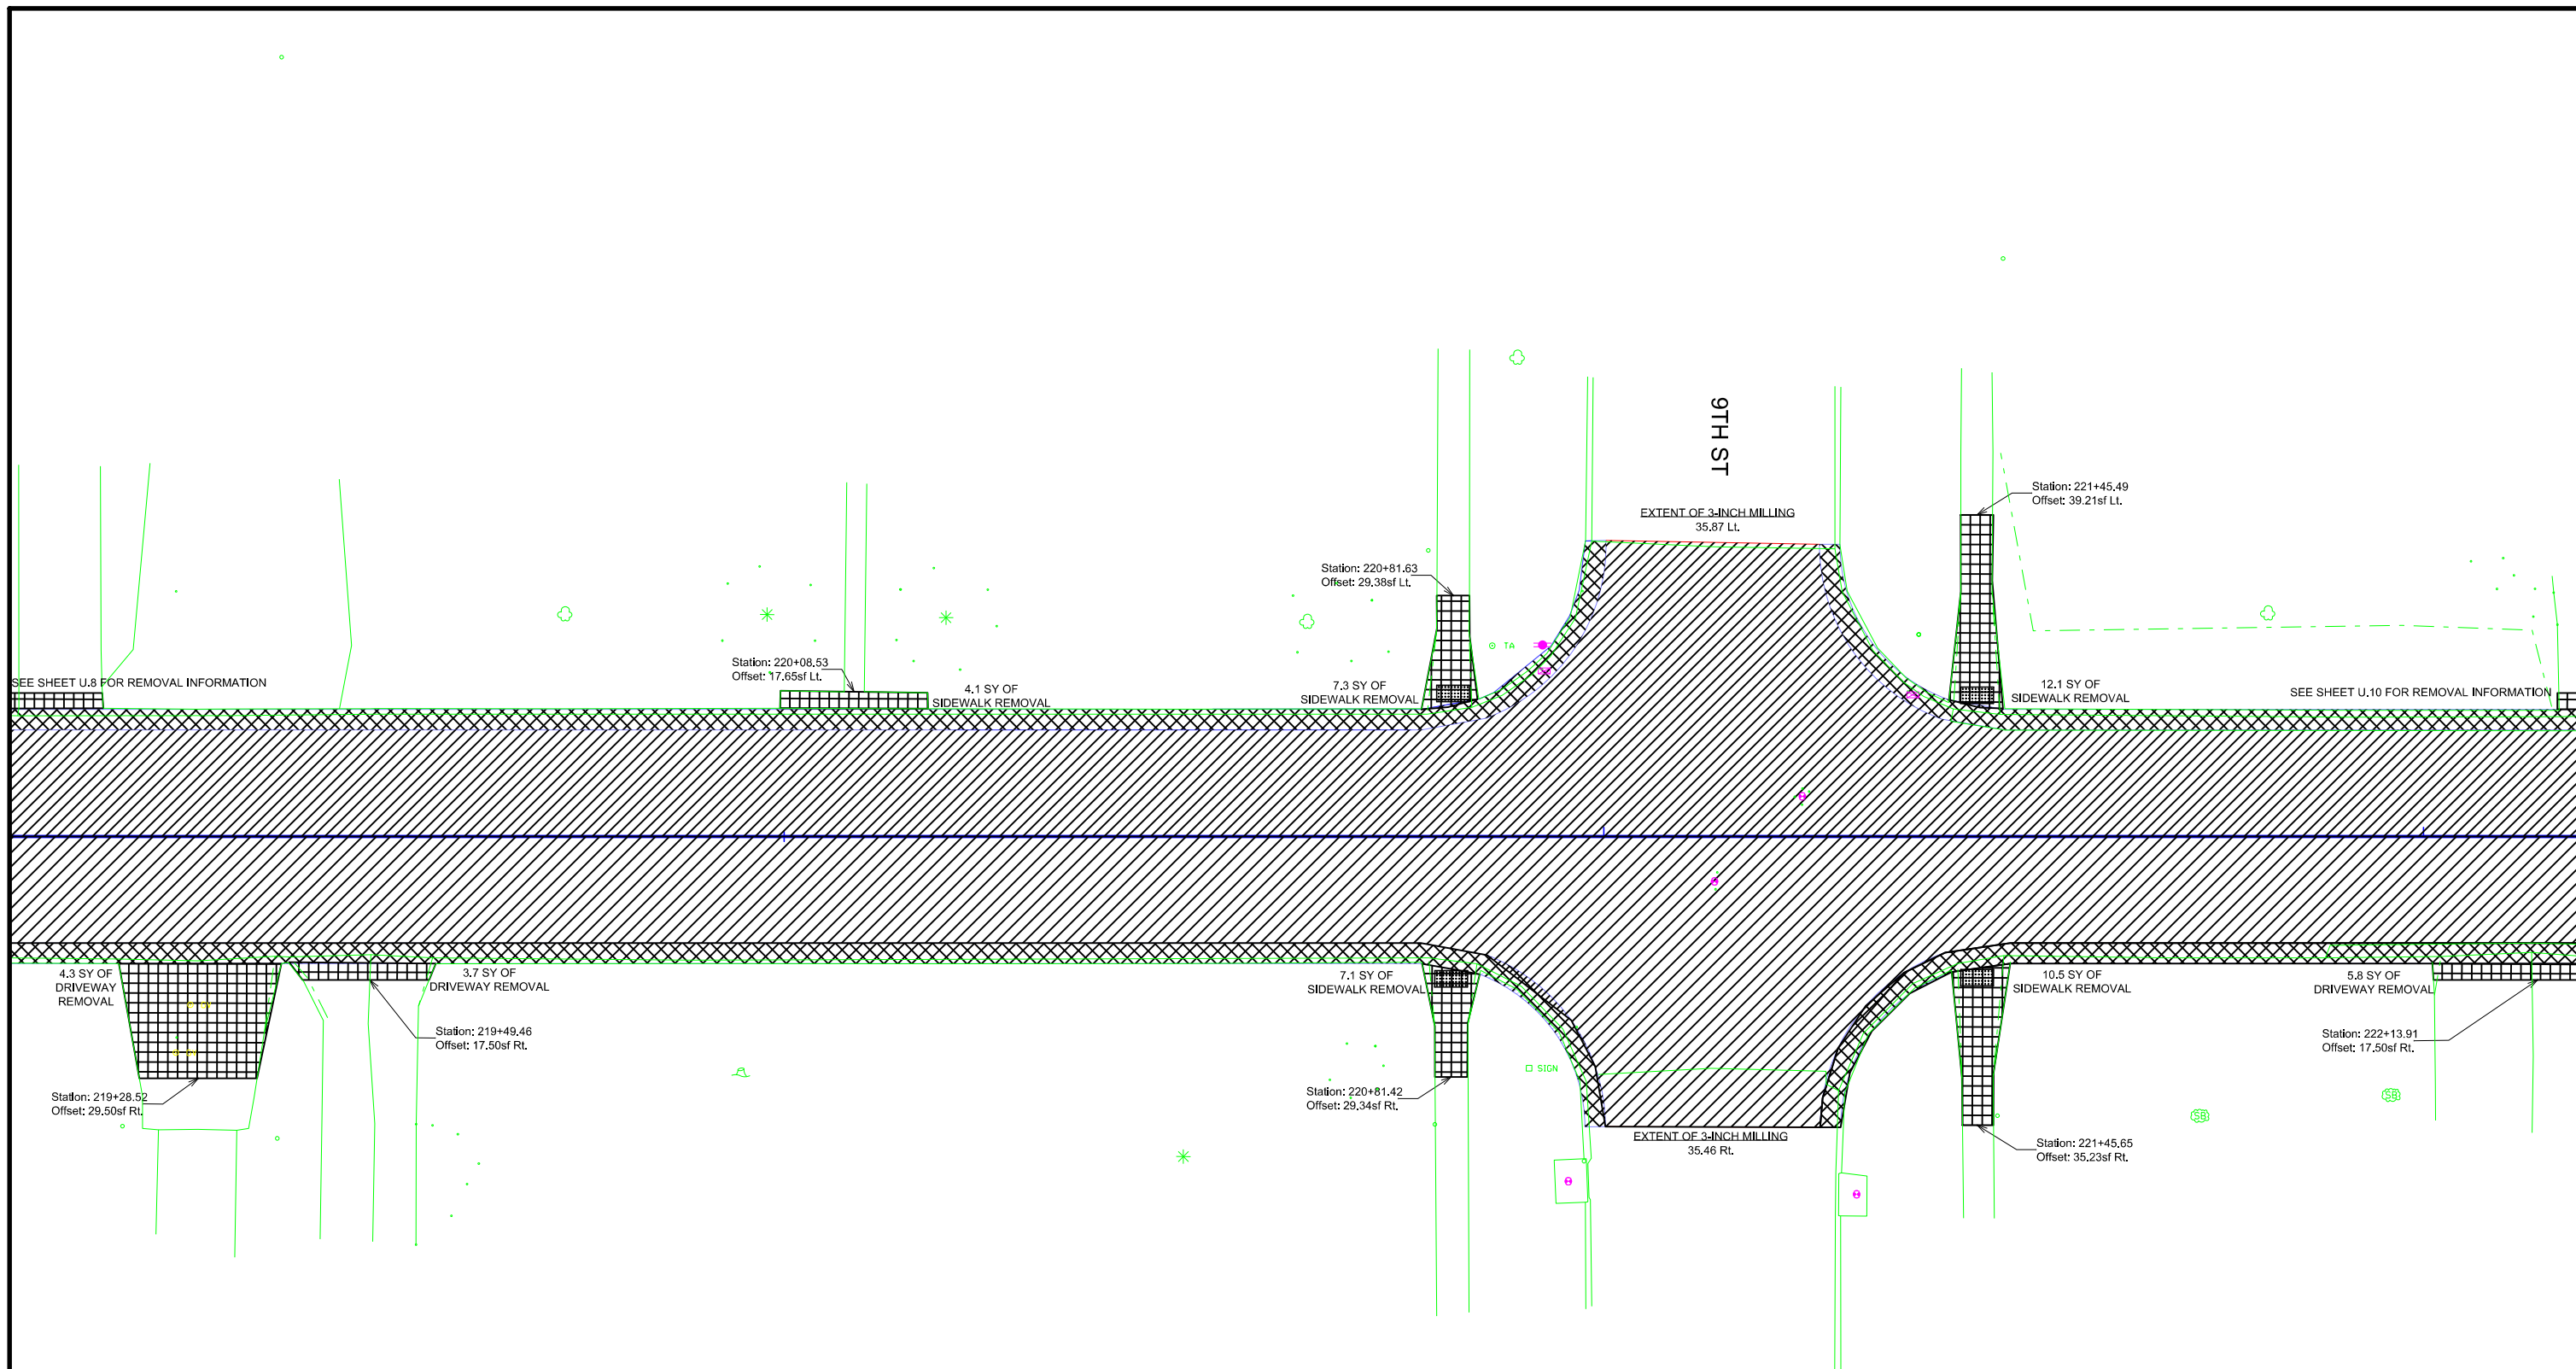 9TH ST
Station: 221+45.49
Offset: 39.21sf Lt.
EXTENT OF 3-INCH MILLING
35.87 Lt.
Station: 220+81.63
Offset: 29.38sf Lt.
TA
Station: 220+08.53
Offset: 17.65sf Lt.
SEE SHEET U.8 FOR REMOVAL INFORMATION
4.1 SY OF
SIDEWALK REMOVAL
7.3 SY OF
SIDEWALK REMOVAL
12.1 SY OF
SIDEWALK REMOVAL
SEE SHEET U.10 FOR REMOVAL INFORMATION
4.3 SY OF
DRIVEWAY
REMOVAL
3.7 SY OF
DRIVEWAY REMOVAL
7.1 SY OF
SIDEWALK REMOVAL
10.5 SY OF
SIDEWALK REMOVAL
5.8 SY OF
DRIVEWAY REMOVAL
Station: 219+49.46
Offset: 17.50sf Rt.
Station: 222+13.91
Offset: 17.50sf Rt.
SIGN
Station: 219+28.52
Offset: 29.50sf Rt.
Station: 220+81.42
Offset: 29.34sf Rt.
SB
SB
EXTENT OF 3-INCH MILLING
35.46 Rt.
Station: 221+45.65
Offset: 35.23sf Rt.